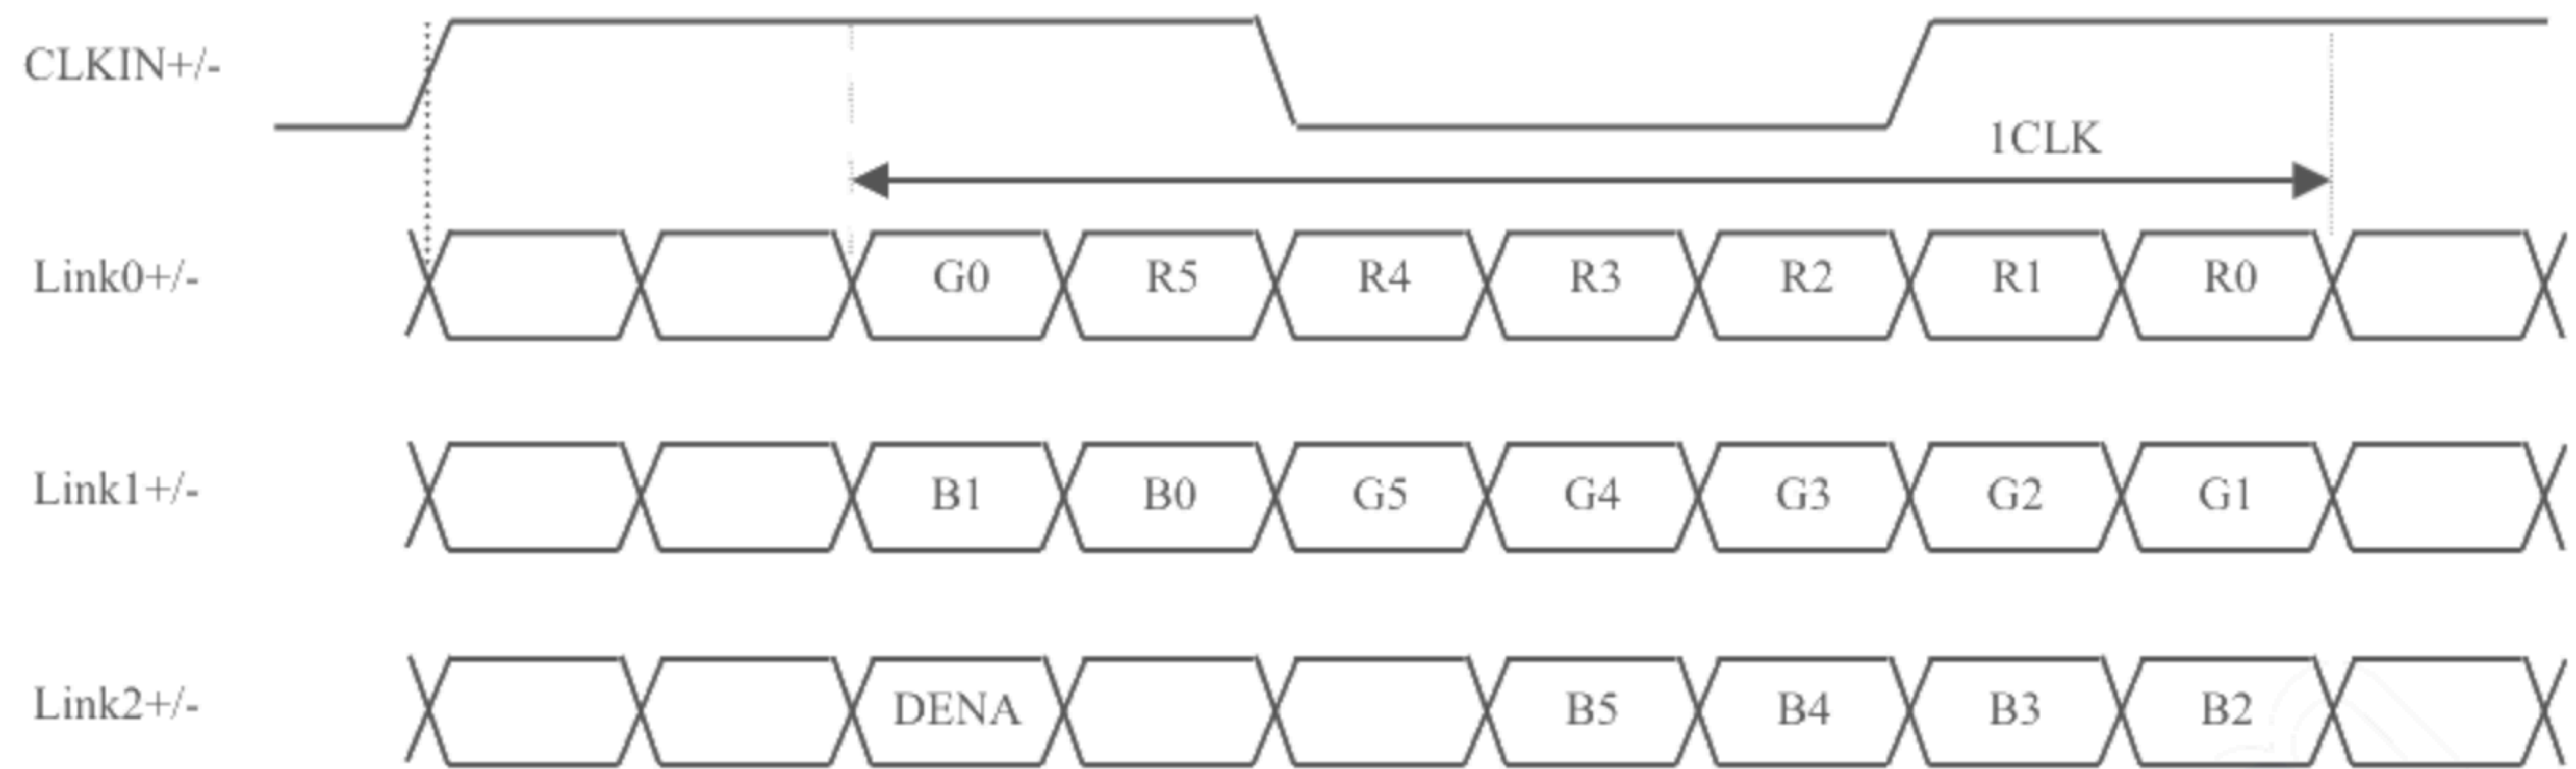 CLKIN+/-
1CLK
Link0+/- G0 R5 R4 R3 R2 R1 R0
Link1+/- B1 B0 G5 G4 G3 G2 G1
Link2+/- DENA B5 B4 B3 B2